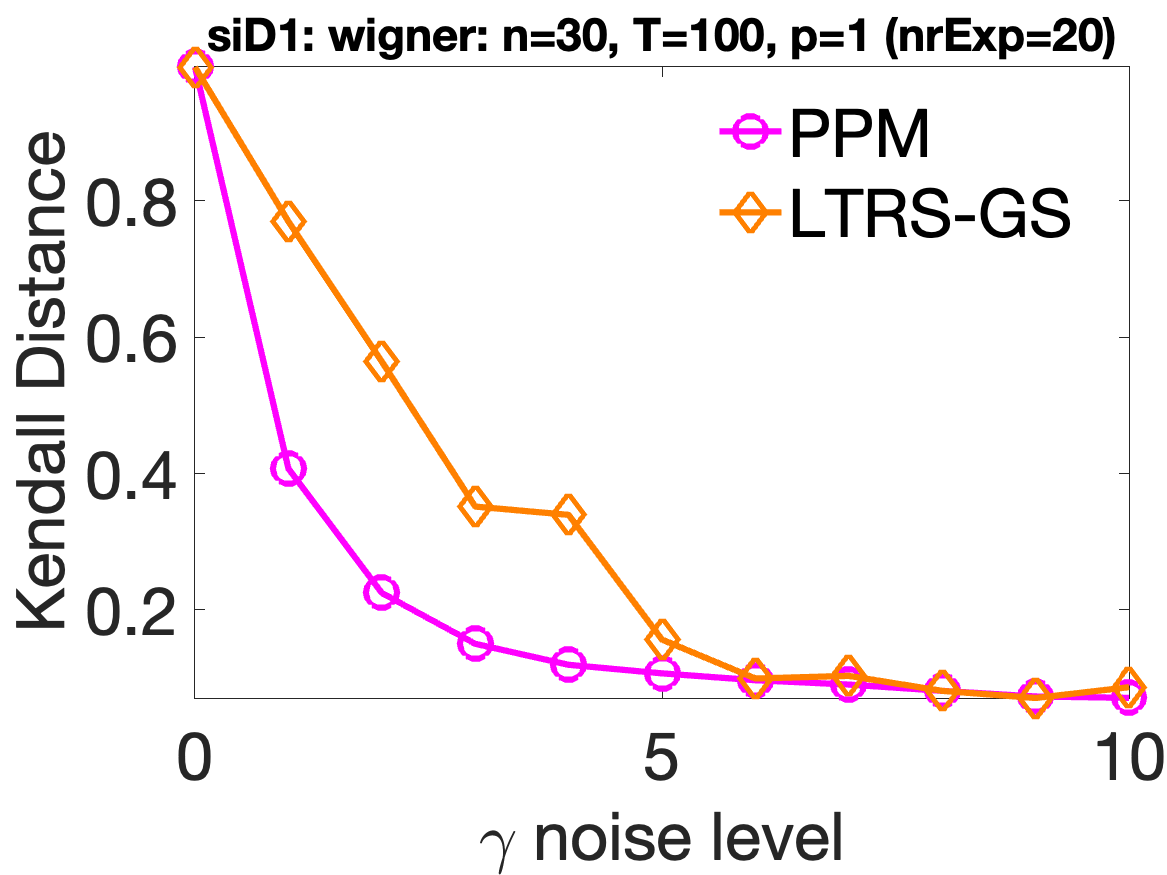 siD1: wigner: n=30, T=100, p=1 (nrExp=20)
PPM
LTRS-GS
Kendall Distance
0.8
0.6
0.4
0.2
0
5
10
γ noise level